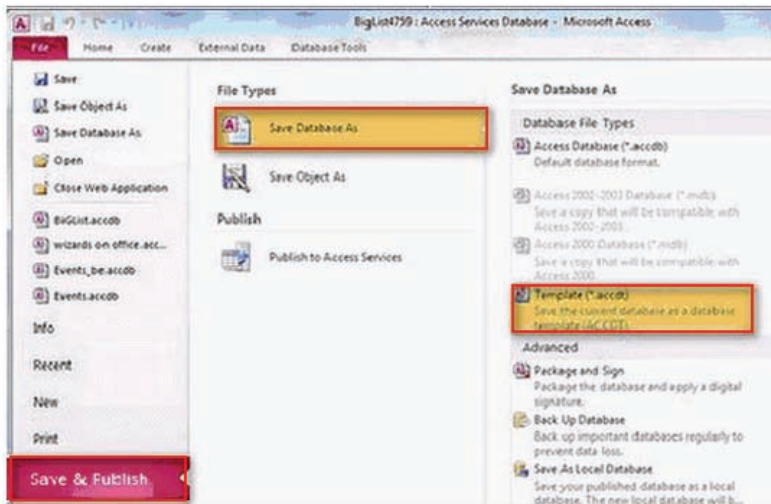 BigList4759 : Access Services Database - Microsoft Access
File Home Create External Data Database Tools
Save
Save Object As
Save Database As
Open
Close Web Application
BiGList.accdb
wizards on office.acc...
Events_be.accdb
Events.accdb
Info
Recent
New
Print
Save & Publish
File Types
Save Database As
Save Object As
Publish
Publish to Access Services
Save Database As
Database File Types
Access Database (*.accdb)
Default database format.
Access 2002-2003 Database (*.mdb)
Save a copy that will be compatible with
Access 2002-2003.
Access 2000 Database (*.mdb)
Save a copy that will be compatible with
Access 2000.
Template (*.accdt)
Save the current database as a database
template (ACCDT).
Advanced
Package and Sign
Package the database and apply a digital
signature.
Back Up Database
Back up important databases regularly to
prevent data loss.
Save As Local Database
Save your published database as a local
database. The new local database will be...